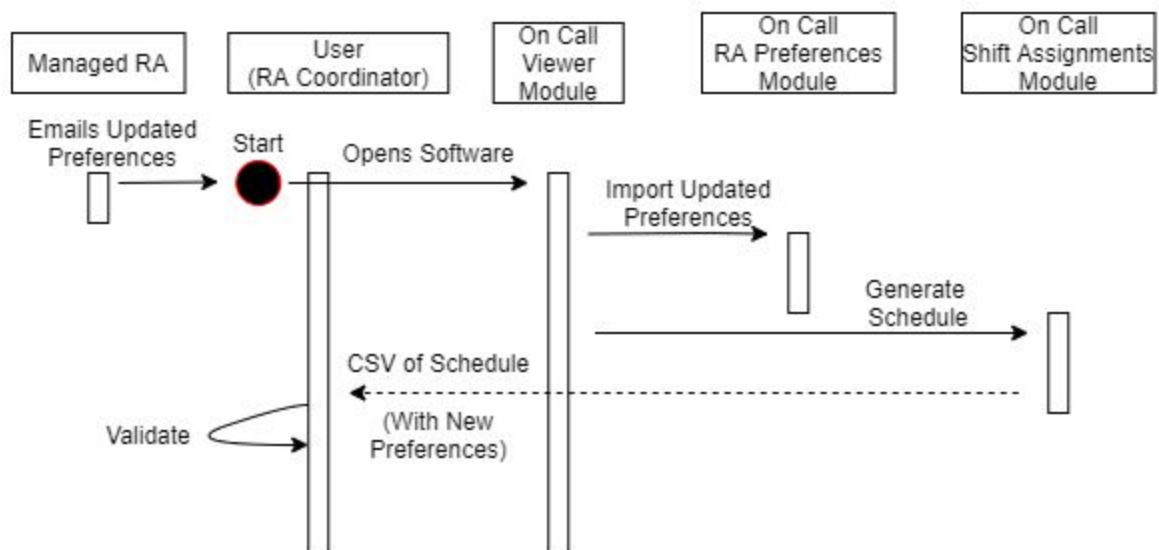 Managed RA
User
(RA Coordinator)
On Call
Viewer
Module
On Call
RA Preferences
Module
On Call
Shift Assignments
Module
Emails Updated
Preferences
Start
Opens Software
Import Updated
Preferences
Generate
Schedule
CSV of Schedule
(With New
Preferences)
Validate